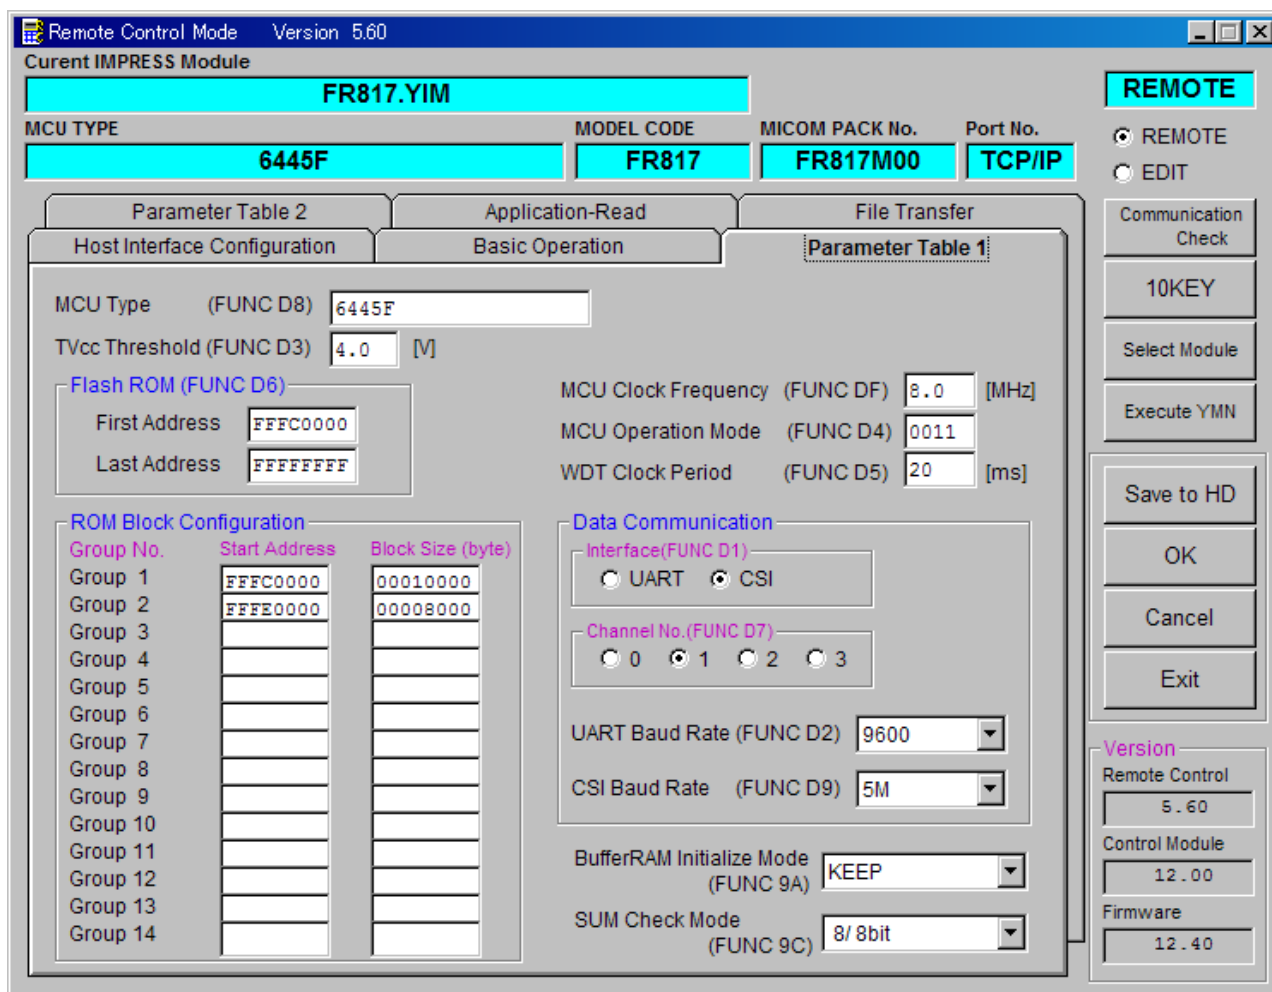 Remote Control Mode Version 5.60
Curent IMPRESS Module
FR817.YIM
REMOTE
MCU TYPE MODEL CODE MICOM PACK No. Port No.
6445F FR817 FR817M00 TCP/IP
REMOTE
EDIT
Parameter Table 2 Application-Read File Transfer
Host Interface Configuration Basic Operation Parameter Table 1
MCU Type (FUNC D8) 6445F
TVcc Threshold (FUNC D3) 4.0 [V]
Flash ROM (FUNC D6)
First Address FFFC0000
Last Address FFFFFFFF
MCU Clock Frequency (FUNC DF) 8.0 [MHz]
MCU Operation Mode (FUNC D4) 0011
WDT Clock Period (FUNC D5) 20 [ms]
ROM Block Configuration
Group No. Start Address Block Size (byte)
Group 1 FFFC0000 00010000
Group 2 FFFE0000 00008000
Group 3
Group 4
Group 5
Group 6
Group 7
Group 8
Group 9
Group 10
Group 11
Group 12
Group 13
Group 14
Data Communication
Interface(FUNC D1)
UART CSI
Channel No.(FUNC D7)
0 1 2 3
UART Baud Rate (FUNC D2) 9600
CSI Baud Rate (FUNC D9) 5M
BufferRAM Initialize Mode
(FUNC 9A) KEEP
SUM Check Mode
(FUNC 9C) 8/ 8bit
Communication
Check
10KEY
Select Module
Execute YMN
Save to HD
OK
Cancel
Exit
Version
Remote Control
5.60
Control Module
12.00
Firmware
12.40